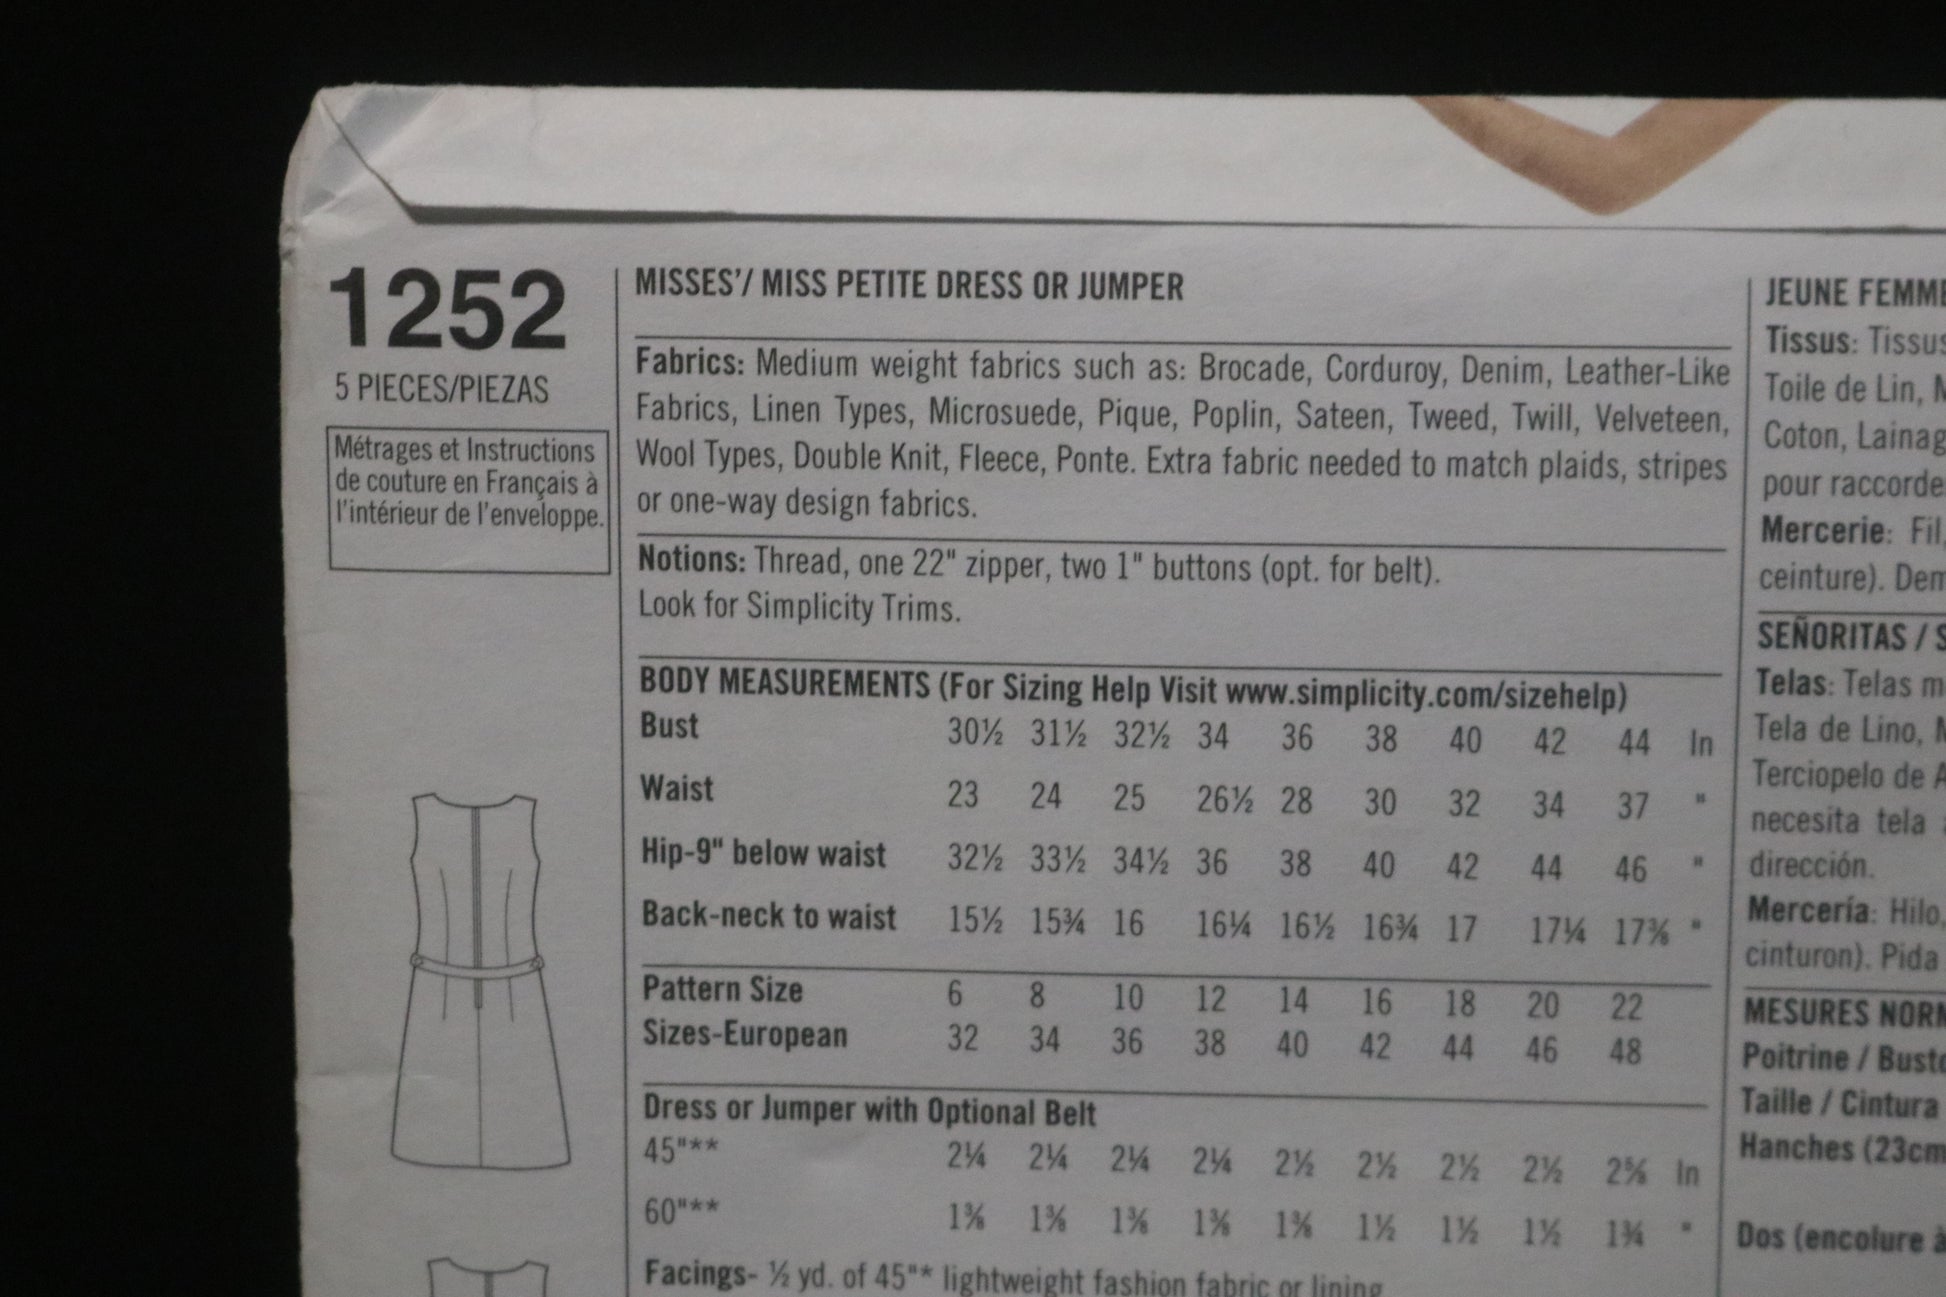 1252
5 PIECES/PIEZAS
Métrages et Instructions
de couture en Français à
l'intérieur de l'enveloppe.
MISSES'/ MISS PETITE DRESS OR JUMPER
Fabrics: Medium weight fabrics such as: Brocade, Corduroy, Denim, Leather-Like
Fabrics, Linen Types, Microsuede, Pique, Poplin, Sateen, Tweed, Twill, Velveteen,
Wool Types, Double Knit, Fleece, Ponte. Extra fabric needed to match plaids, stripes
or one-way design fabrics.
Notions: Thread, one 22" zipper, two 1" buttons (opt. for belt).
Look for Simplicity Trims.
BODY MEASUREMENTS (For Sizing Help Visit www.simplicity.com/sizehelp)
Bust 30½ 31½ 32½ 34 36 38 40 42 44 In
Waist 23 24 25 26½ 28 30 32 34 37 "
Hip-9" below waist 32½ 33½ 34½ 36 38 40 42 44 46 "
Back-neck to waist 15½ 15¾ 16 16¼ 16½ 16¾ 17 17¼ 17⅜ "
Pattern Size 6 8 10 12 14 16 18 20 22
Sizes-European 32 34 36 38 40 42 44 46 48
Dress or Jumper with Optional Belt
45"** 2¼ 2¼ 2¼ 2¼ 2½ 2½ 2½ 2½ 2⅝ In
60"** 1⅜ 1⅜ 1⅜ 1⅜ 1⅜ 1½ 1½ 1½ 1¾ "
Facings- ½ yd. of 45"* lightweight fashion fabric or lining
JEUNE FEMME
Tissus: Tissus
Toile de Lin,
Coton, Lainag
pour raccorde
Mercerie: Fil,
ceinture). Dem
SEÑORITAS / S
Telas: Telas m
Tela de Lino,
Terciopelo de A
necesita tela
dirección.
Mercería: Hilo,
cinturon). Pida
MESURES NORM
Poitrine / Busto
Taille / Cintura
Hanches (23cm
Dos (encolure à